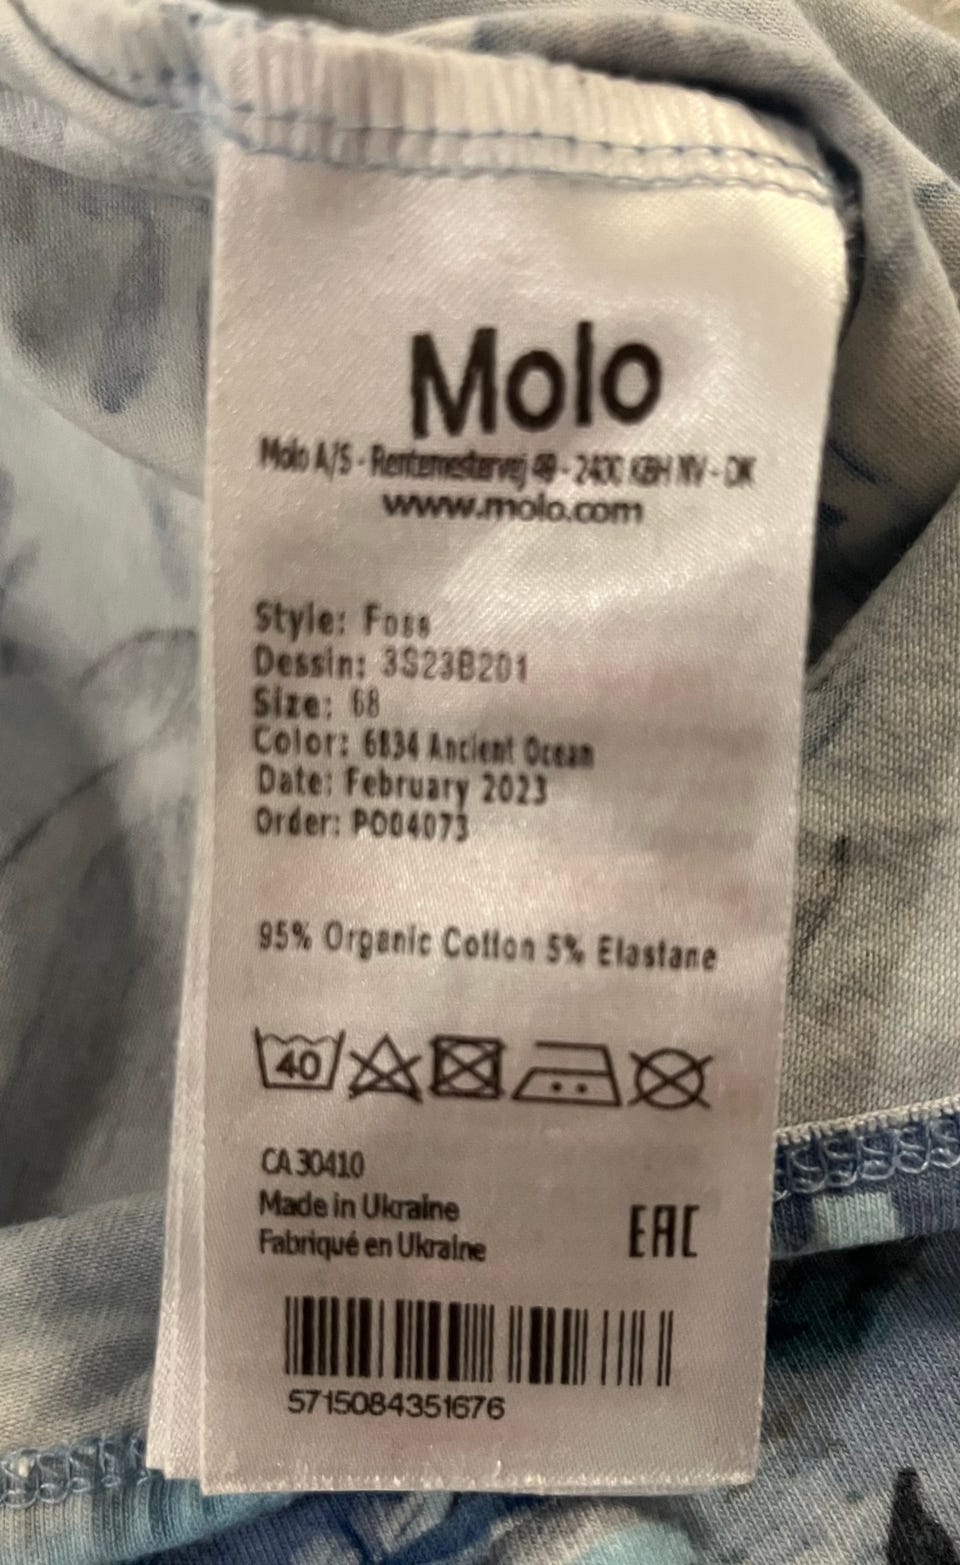 Molo
Molo A/S - Rentemestervej 49 - 2400 KBH NV - DK
www.molo.com
Style: Foss
Dessin: 3S23B201
Size: 68
Color: 6834 Ancient Ocean
Date: February 2023
Order: PO04073
95% Organic Cotton 5% Elastane
40
CA 30410
Made in Ukraine
Fabriqué en Ukraine
EAC
5715084351676